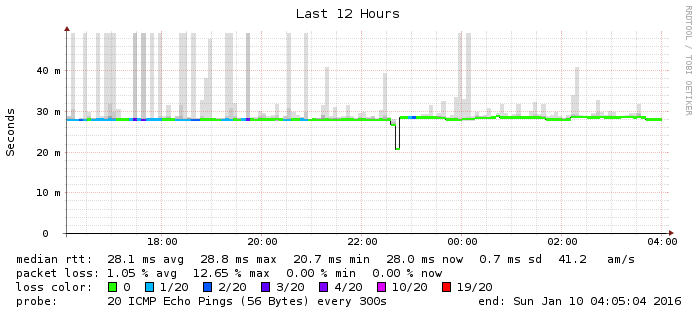 Last 12 Hours
RRDTOOL / TOBI OETIKER
Seconds
40 m
30 m
20 m
10 m
0
18:00 20:00 22:00 00:00 02:00 04:00
median rtt: 28.1 ms avg 28.8 ms max 20.7 ms min 28.0 ms now 0.7 ms sd 41.2 am/s
packet loss: 1.05 % avg 12.65 % max 0.00 % min 0.00 % now
loss color: 0 1/20 2/20 3/20 4/20 10/20 19/20
probe: 20 ICMP Echo Pings (56 Bytes) every 300s end: Sun Jan 10 04:05:04 2016